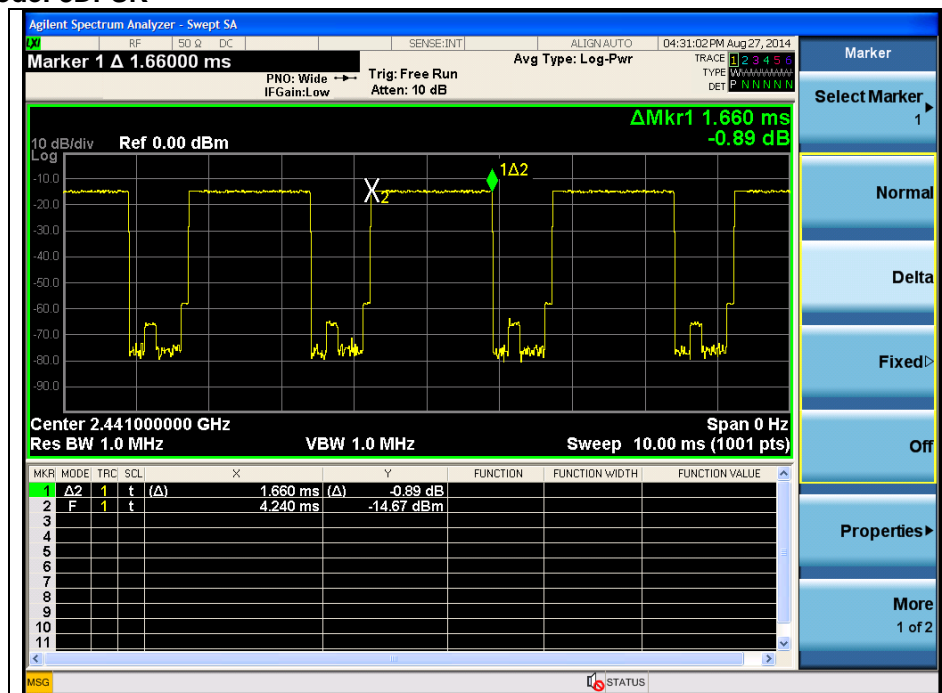 Agilent Spectrum Analyzer - Swept SA
LXI RF 50 Ω DC SENSE:INT ALIGN AUTO 04:31:02 PM Aug 27, 2014
Marker 1 Δ 1.66000 ms
PNO: Wide
IFGain:Low
Trig: Free Run
Atten: 10 dB
Avg Type: Log-Pwr
TRACE 1 2 3 4 5 6
TYPE WWWWWW
DET P N N N N N
ΔMkr1 1.660 ms
-0.89 dB
10 dB/div Ref 0.00 dBm
Log
1Δ2
X2
-10.0
-20.0
-30.0
-40.0
-50.0
-60.0
-70.0
-80.0
-90.0
Center 2.441000000 GHz Span 0 Hz
Res BW 1.0 MHz VBW 1.0 MHz Sweep 10.00 ms (1001 pts)
MKR MODE TRC SCL X Y FUNCTION FUNCTION WIDTH FUNCTION VALUE
1 Δ2 1 t (Δ) 1.660 ms (Δ) -0.89 dB
2 F 1 t 4.240 ms -14.67 dBm
3
4
5
6
7
8
9
10
11
MSG STATUS
Marker
Select Marker
1
Normal
Delta
Fixed
Off
Properties
More
1 of 2